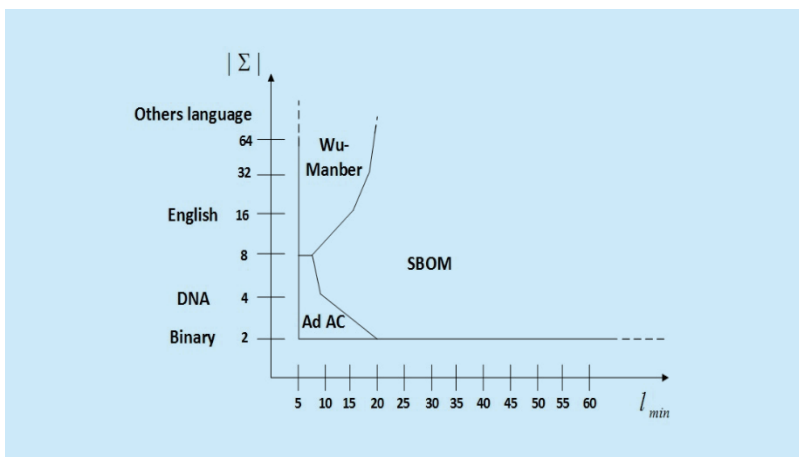 | Σ |
Others language
64
Wu-
Manber
32
English 16
8
SBOM
DNA 4
Ad AC
Binary 2
5 10 15 20 25 30 35 40 45 50 55 60
l min